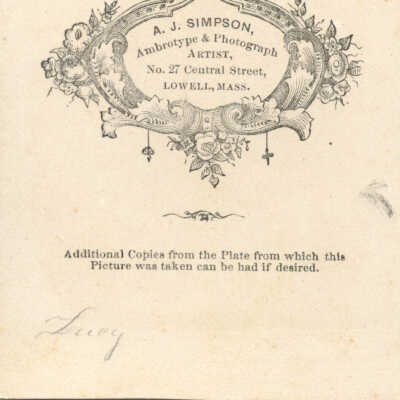 A. J. SIMPSON,
Ambrotype & Photograph
ARTIST,
No. 27 Central Street,
LOWELL, MASS.
Additional Copies from the Plate from which this
Picture was taken can be had if desired.
Lucy